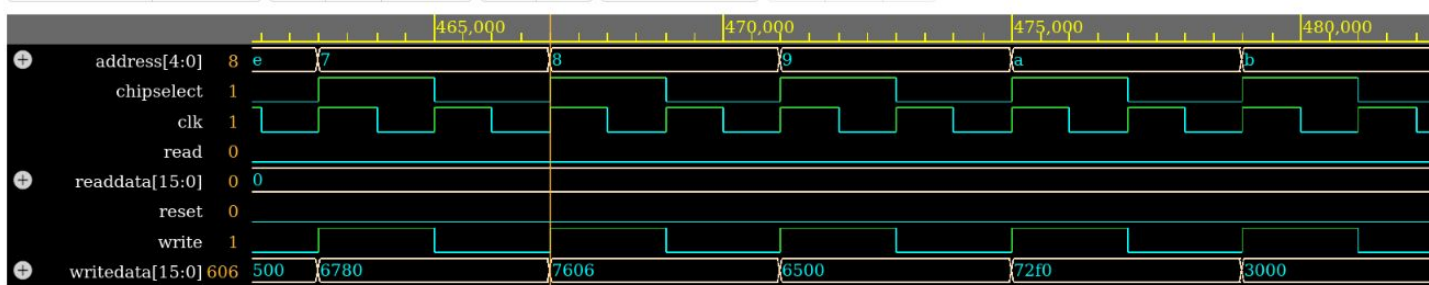 465,000 470,000 475,000 480,000
address[4:0] 8 e 7 8 9 a b
chipselect 1
clk 1
read 0
readdata[15:0] 0 0
reset 0
write 1
writedata[15:0] 606 500 6780 7606 6500 72f0 3000